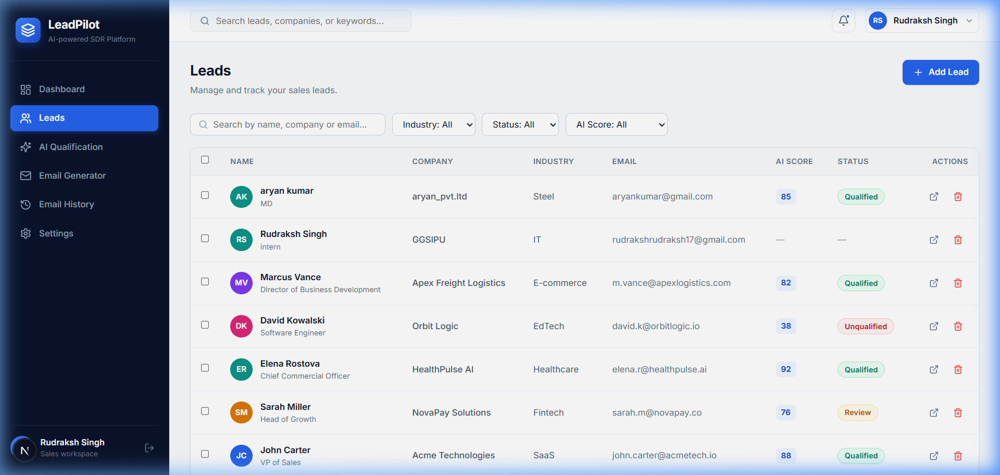 LeadPilot
AI-powered SDR Platform
Dashboard
Leads
AI Qualification
Email Generator
Email History
Settings
N
Rudraksh Singh
Sales workspace
Search leads, companies, or keywords...
RS Rudraksh Singh
Leads
Manage and track your sales leads.
Add Lead
Search by name, company or email...
Industry: All
Status: All
AI Score: All
NAME COMPANY INDUSTRY EMAIL AI SCORE STATUS ACTIONS
AK aryan kumar aryan_pvt.ltd Steel aryankumar@gmail.com 85 Qualified
MD
RS Rudraksh Singh GGSIPU IT rudrakshrudraksh17@gmail.com — —
intern
MV Marcus Vance Apex Freight Logistics E-commerce m.vance@apexlogistics.com 82 Qualified
Director of Business Development
DK David Kowalski Orbit Logic EdTech david.k@orbitlogic.io 38 Unqualified
Software Engineer
ER Elena Rostova HealthPulse AI Healthcare elena.r@healthpulse.ai 92 Qualified
Chief Commercial Officer
SM Sarah Miller NovaPay Solutions Fintech sarah.m@novapay.co 76 Review
Head of Growth
JC John Carter Acme Technologies SaaS john.carter@acmetech.io 88 Qualified
VP of Sales